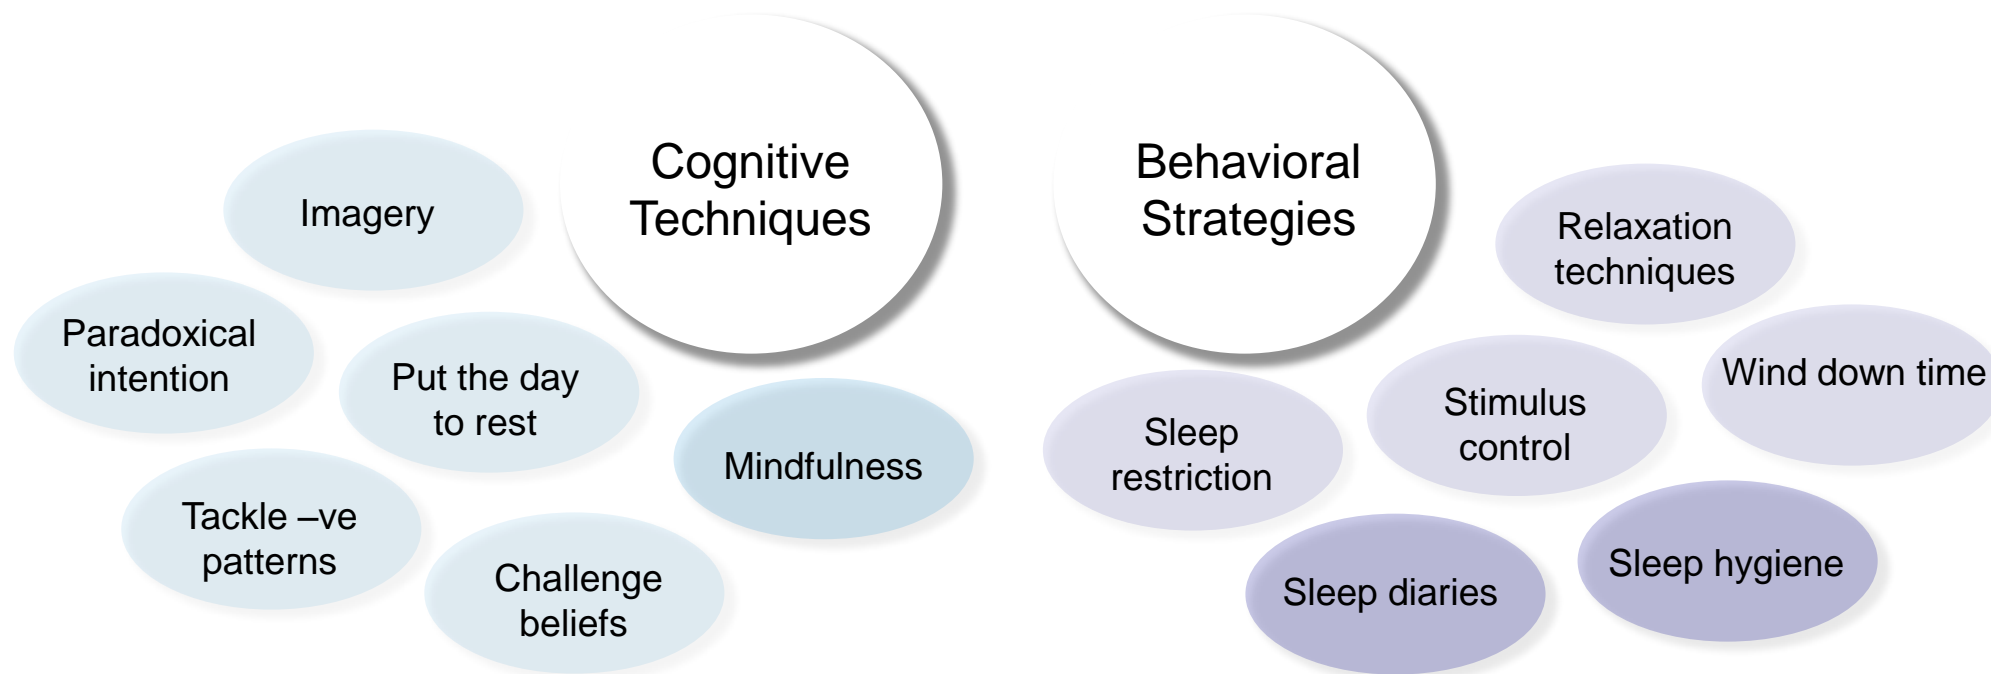 Cognitive
Techniques
Imagery
Paradoxical
intention
Put the day
to rest
Mindfulness
Tackle –ve
patterns
Challenge
beliefs
Behavioral
Strategies
Relaxation
techniques
Wind down time
Stimulus
control
Sleep
restriction
Sleep hygiene
Sleep diaries